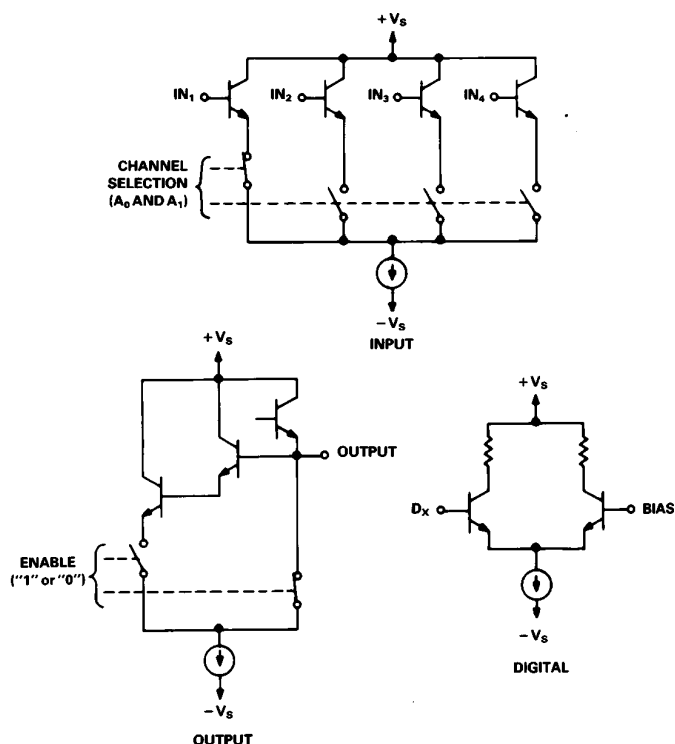 +VS
IN1
IN2
IN3
IN4
CHANNEL
SELECTION
(A0 AND A1)
−VS
INPUT
+VS
OUTPUT
ENABLE
("1" or "0")
−VS
OUTPUT
+VS
DX
BIAS
−VS
DIGITAL